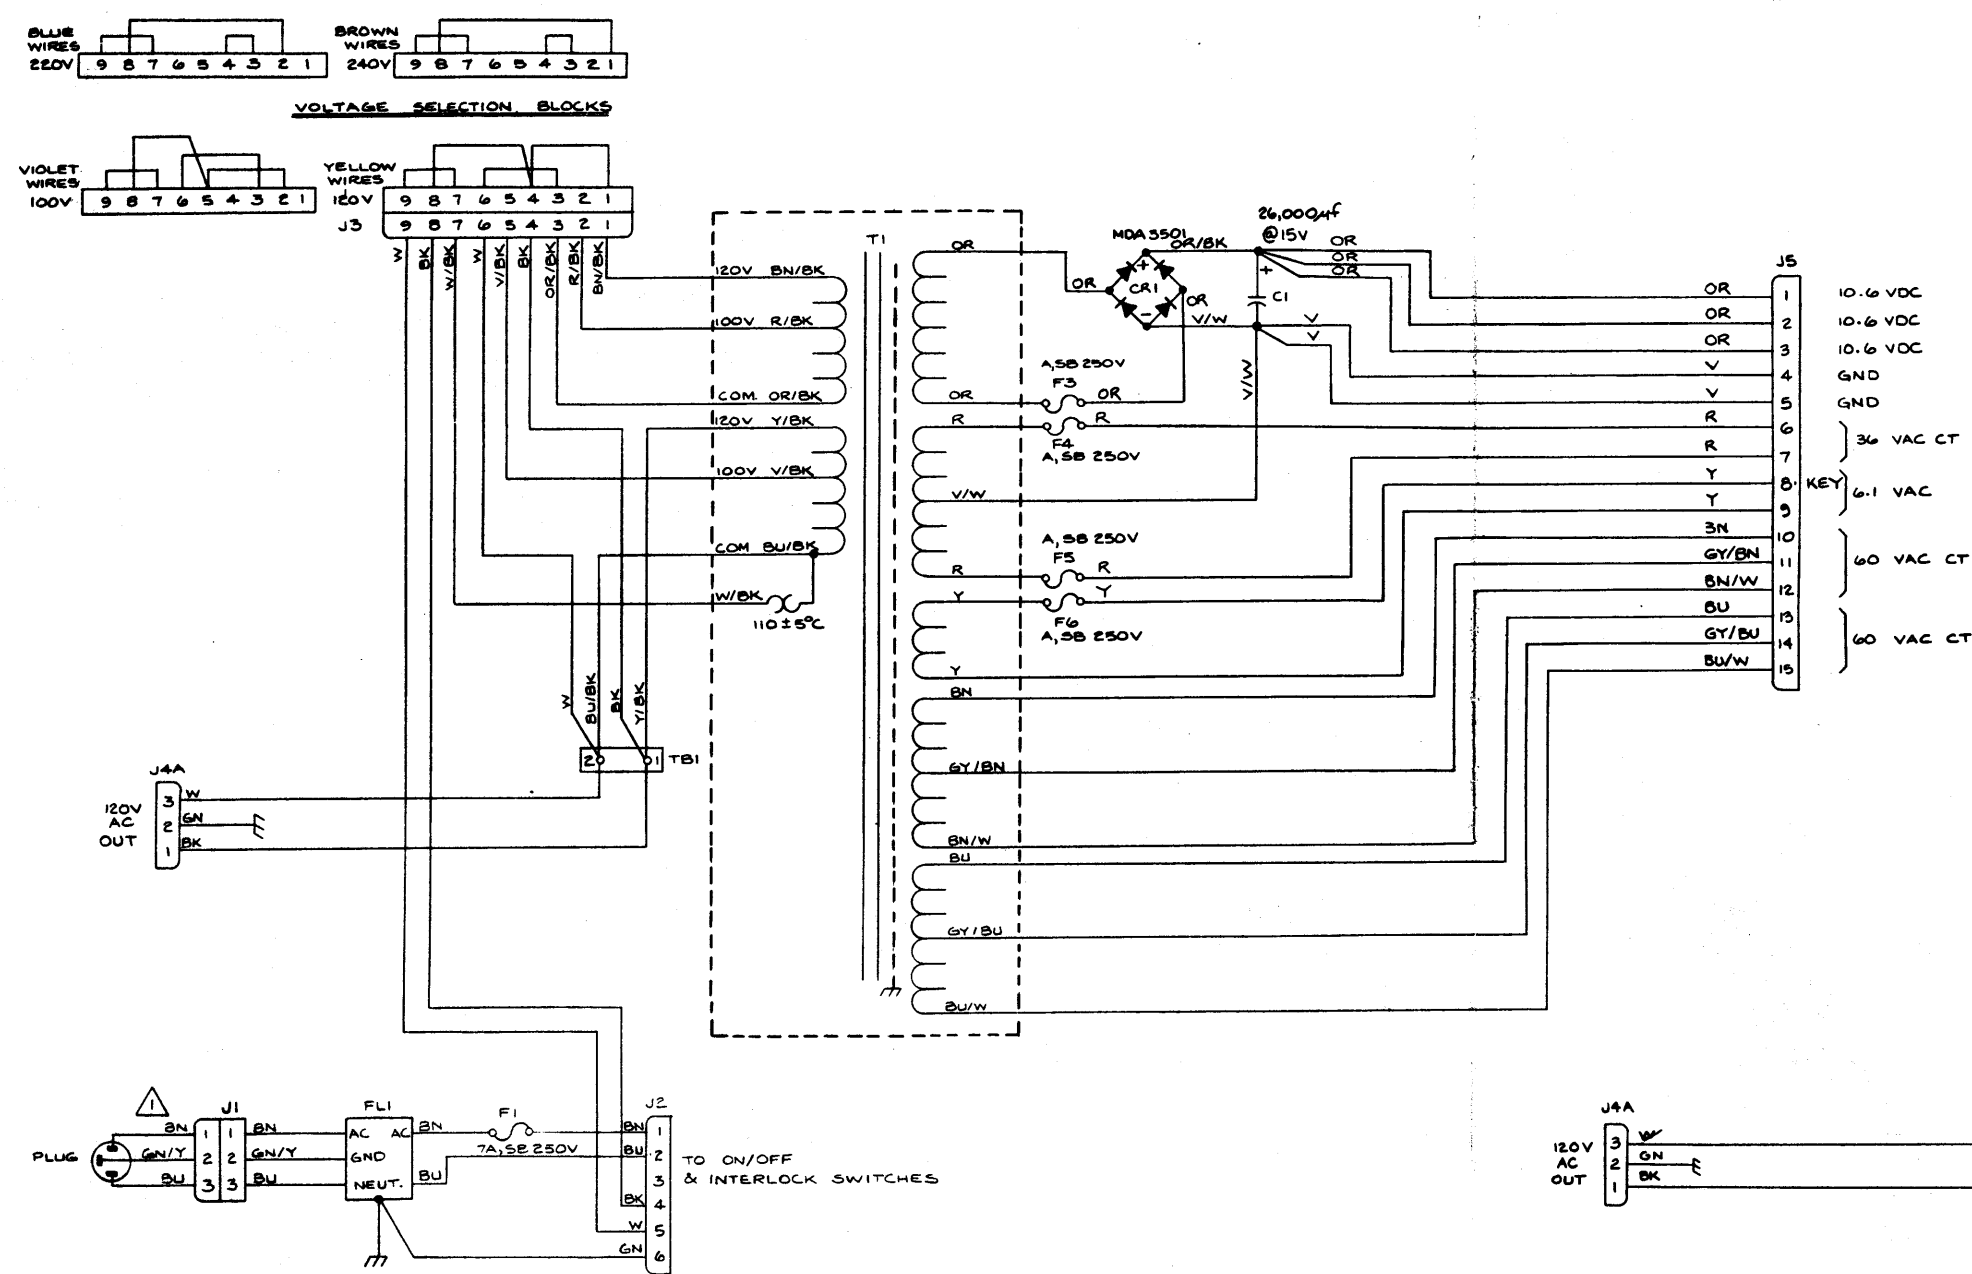 BLUE
WIRES
220V
9 8 7 6 5 4 3 2 1
BROWN
WIRES
240V
9 8 7 6 5 4 3 2 1
VOLTAGE SELECTION BLOCKS
VIOLET
WIRES
100V
9 8 7 6 5 4 3 2 1
YELLOW
WIRES
120V
9 8 7 6 5 4 3 2 1
J3
9 8 7 6 5 4 3 2 1
W
BK
W/BK
W
V/BK
BK
OR/BK
R/BK
BN/BK
120V BN/BK
100V R/BK
COM. OR/BK
120V Y/BK
100V V/BK
COM BU/BK
W/BK
110±5°C
T1
OR
OR
R
V/W
R
Y
Y
BN
GY/BN
BN/W
BU
GY/BU
BU/W
MDA3501
OR/BK
OR
+
CR1
-
OR
V/W
26,000µf
@15V
+
C1
V/W
OR
OR
OR
V
V
A,SB 250V
F3
OR
R
F4
A,SB 250V
A,SB 250V
F5
R
Y
F6
A,SB 250V
J5
OR 1 10.6 VDC
OR 2 10.6 VDC
OR 3 10.6 VDC
V 4 GND
V 5 GND
R 6
36 VAC CT
R 7
Y 8 KEY
6.1 VAC
Y 9
BN 10
GY/BN 11
60 VAC CT
BN/W 12
BU 13
GY/BU 14
60 VAC CT
BU/W 15
W
BU/BK
BK
Y/BK
2 1 TB1
J4A
120V
AC
OUT
3 W
2 GN
1 BK
1
PLUG
BN
GN/Y
BU
J1
1 1 BN
2 2 GN/Y
3 3 BU
FL1
AC AC
GND
NEUT.
BN
BU
F1
7A,SB 250V
J2
BN 1
BU 2
3
BK 4
W 5
GN 6
TO ON/OFF
& INTERLOCK SWITCHES
J4A
120V
AC
OUT
3 W
2 GN
1 BK